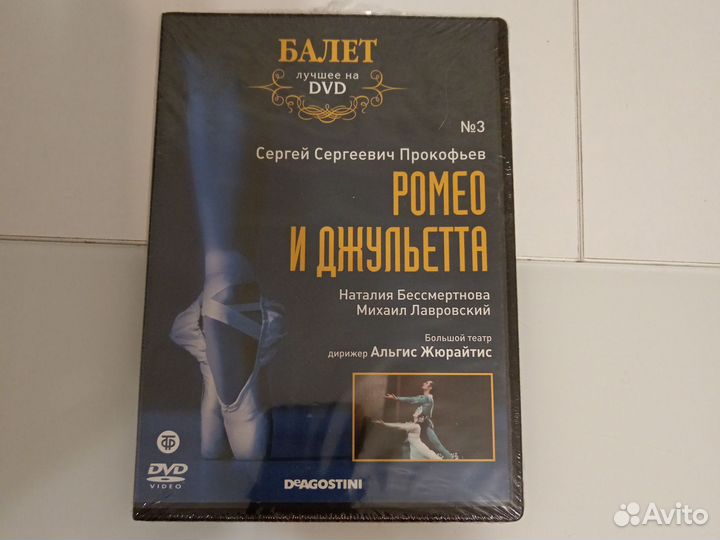 БАЛЕТ
лучшее на
DVD
№3
Сергей Сергеевич Прокофьев
РОМЕО
И ДЖУЛЬЕТТА
Наталия Бессмертнова
Михаил Лавровский
Большой театр
дирижер Альгис Жюрайтис
DVD
VIDEO
DeAGOSTINI
Avito